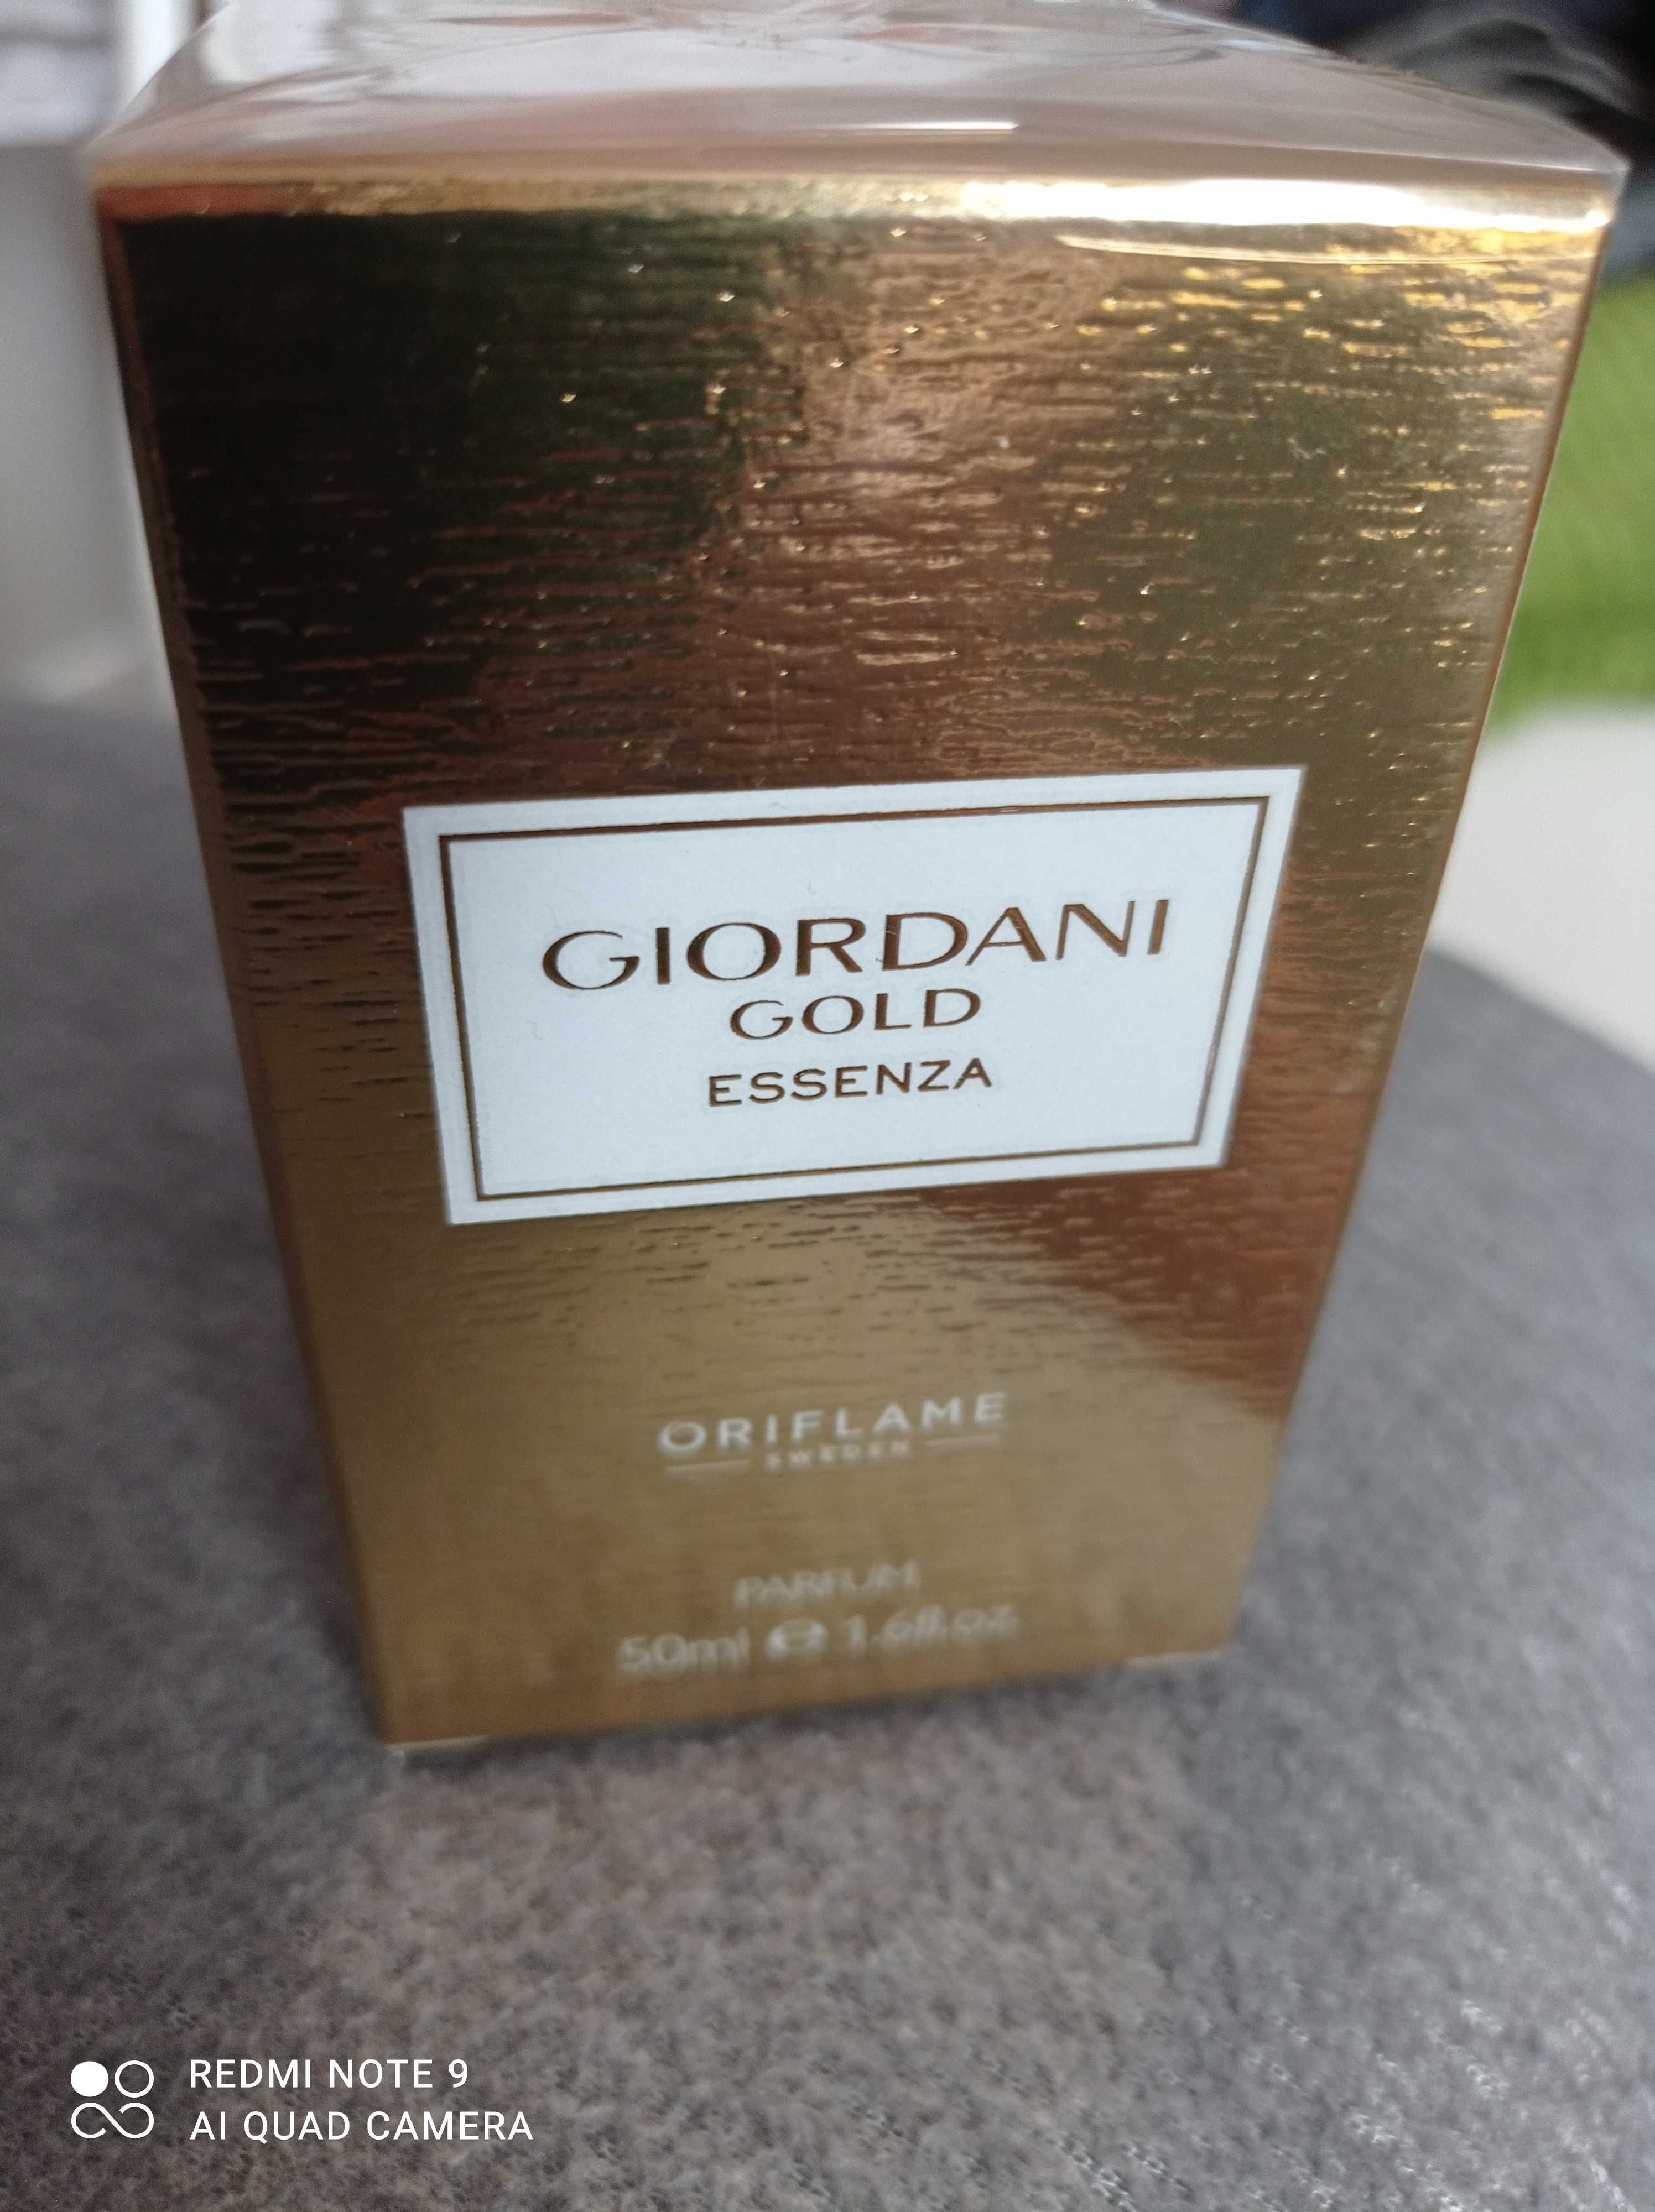 GIORDANI
GOLD
ESSENZA
ORIFLAME
SWEDEN
PARFUM
50ml ℮ 1.6fl.oz
REDMI NOTE 9
AI QUAD CAMERA